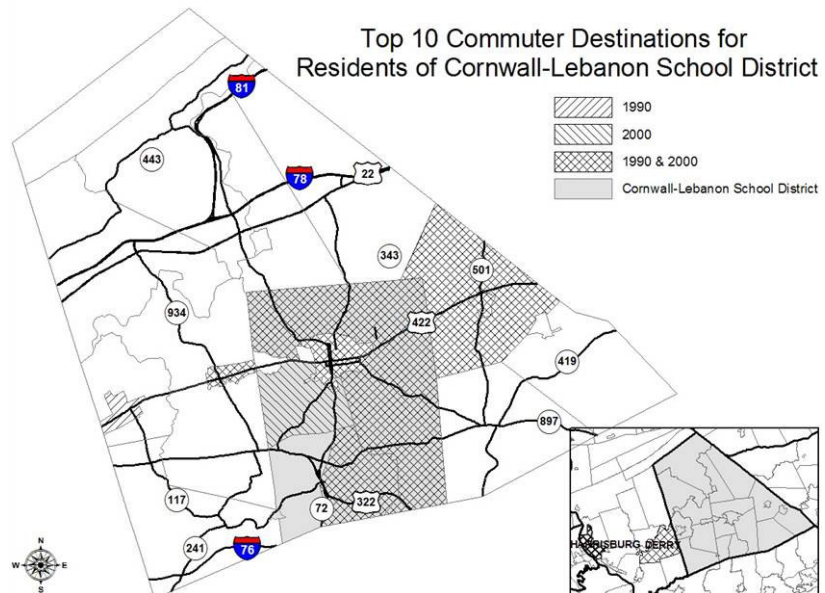 Top 10 Commuter Destinations for
Residents of Cornwall-Lebanon School District
1990
2000
1990 & 2000
Cornwall-Lebanon School District
81
443
78
22
343
501
934
422
419
897
117
72
322
241
76
N
W
E
S
HARRISBURG DERRY